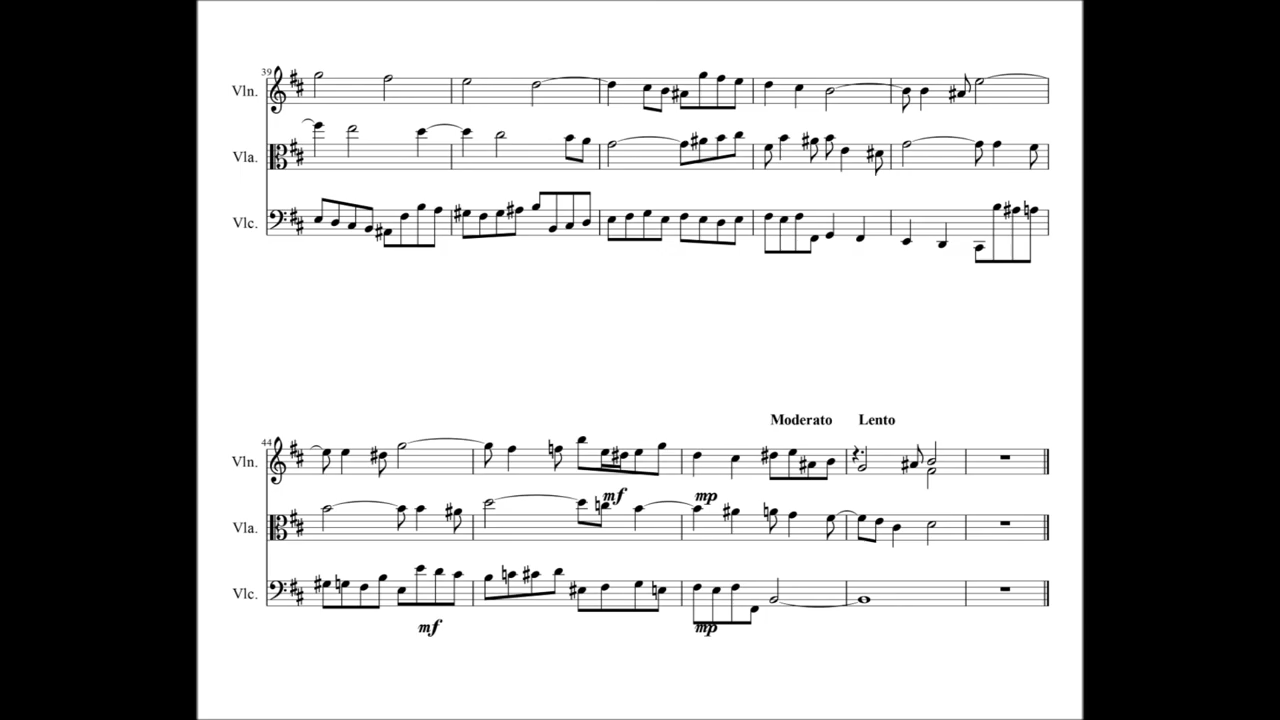 39
Vln.
Vla.
Vlc.
Moderato Lento
44
Vln.
mf mp
Vla.
Vlc.
mf mp